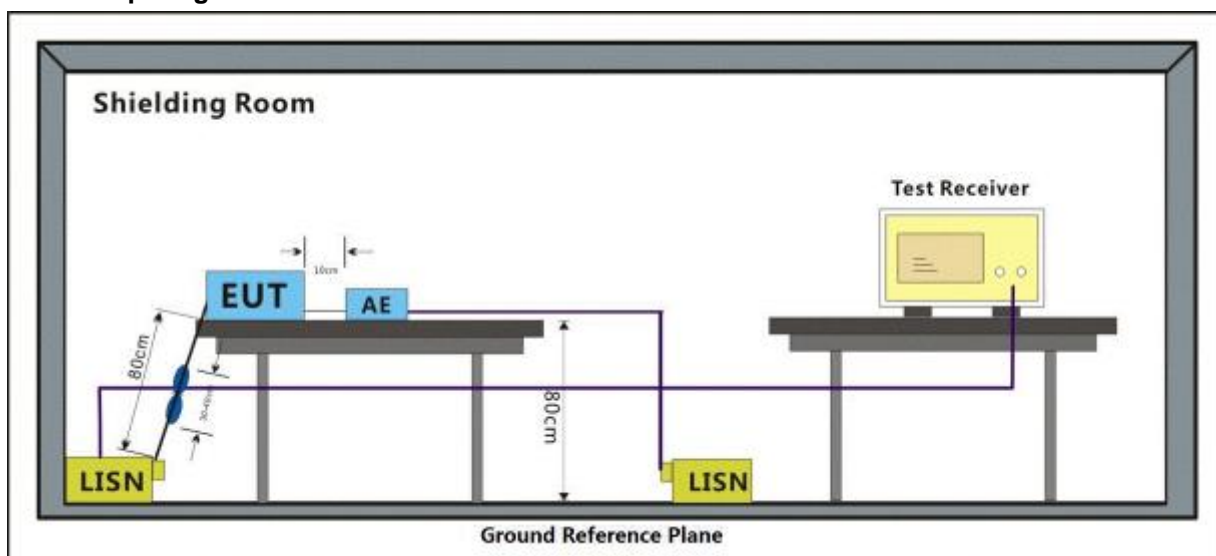 Shielding Room
Test Receiver
10cm
EUT
AE
80cm
80cm
LISN
LISN
Ground Reference Plane